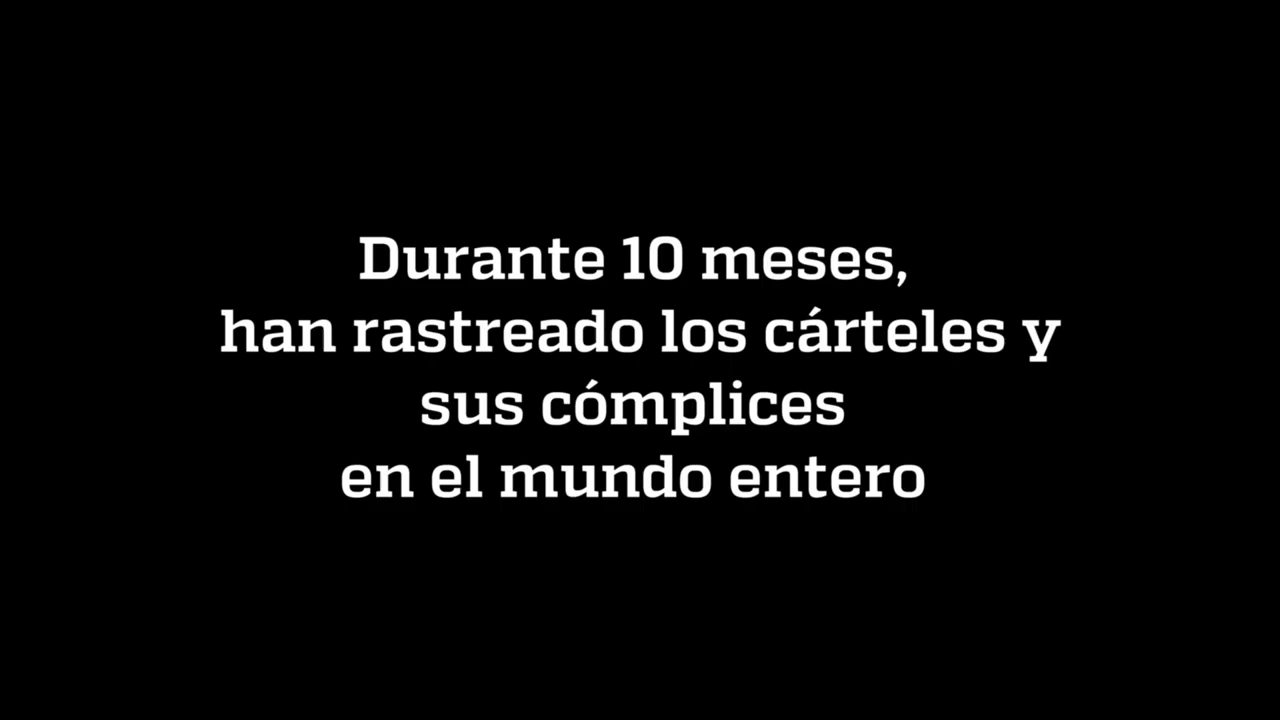 Durante 10 meses,
han rastreado los cárteles y
sus cómplices
en el mundo entero